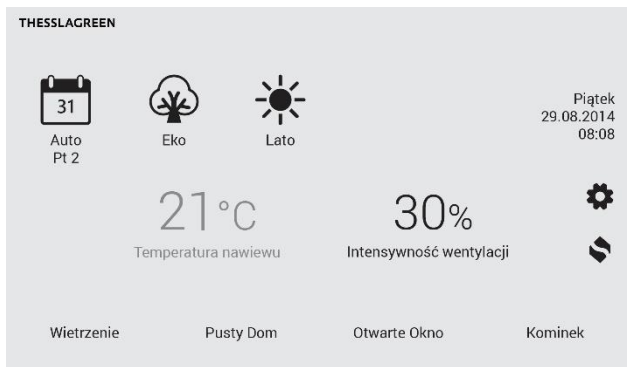 THESSLAGREEN
31
Auto
Pt 2
Eko
Lato
Piątek
29.08.2014
08:08
21°C
Temperatura nawiewu
30%
Intensywność wentylacji
Wietrzenie
Pusty Dom
Otwarte Okno
Kominek